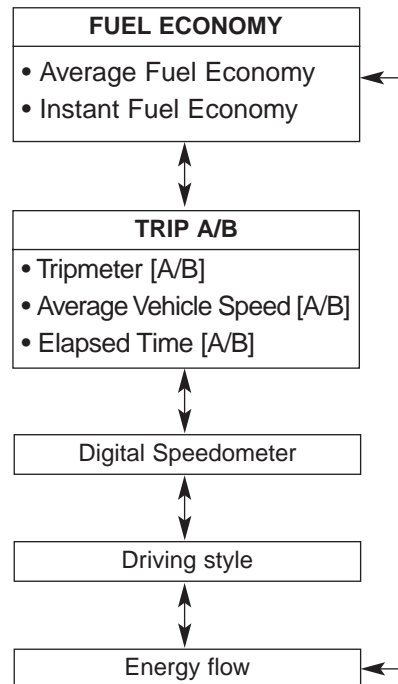 FUEL ECONOMY
• Average Fuel Economy
• Instant Fuel Economy
TRIP A/B
• Tripmeter [A/B]
• Average Vehicle Speed [A/B]
• Elapsed Time [A/B]
Digital Speedometer
Driving style
Energy flow